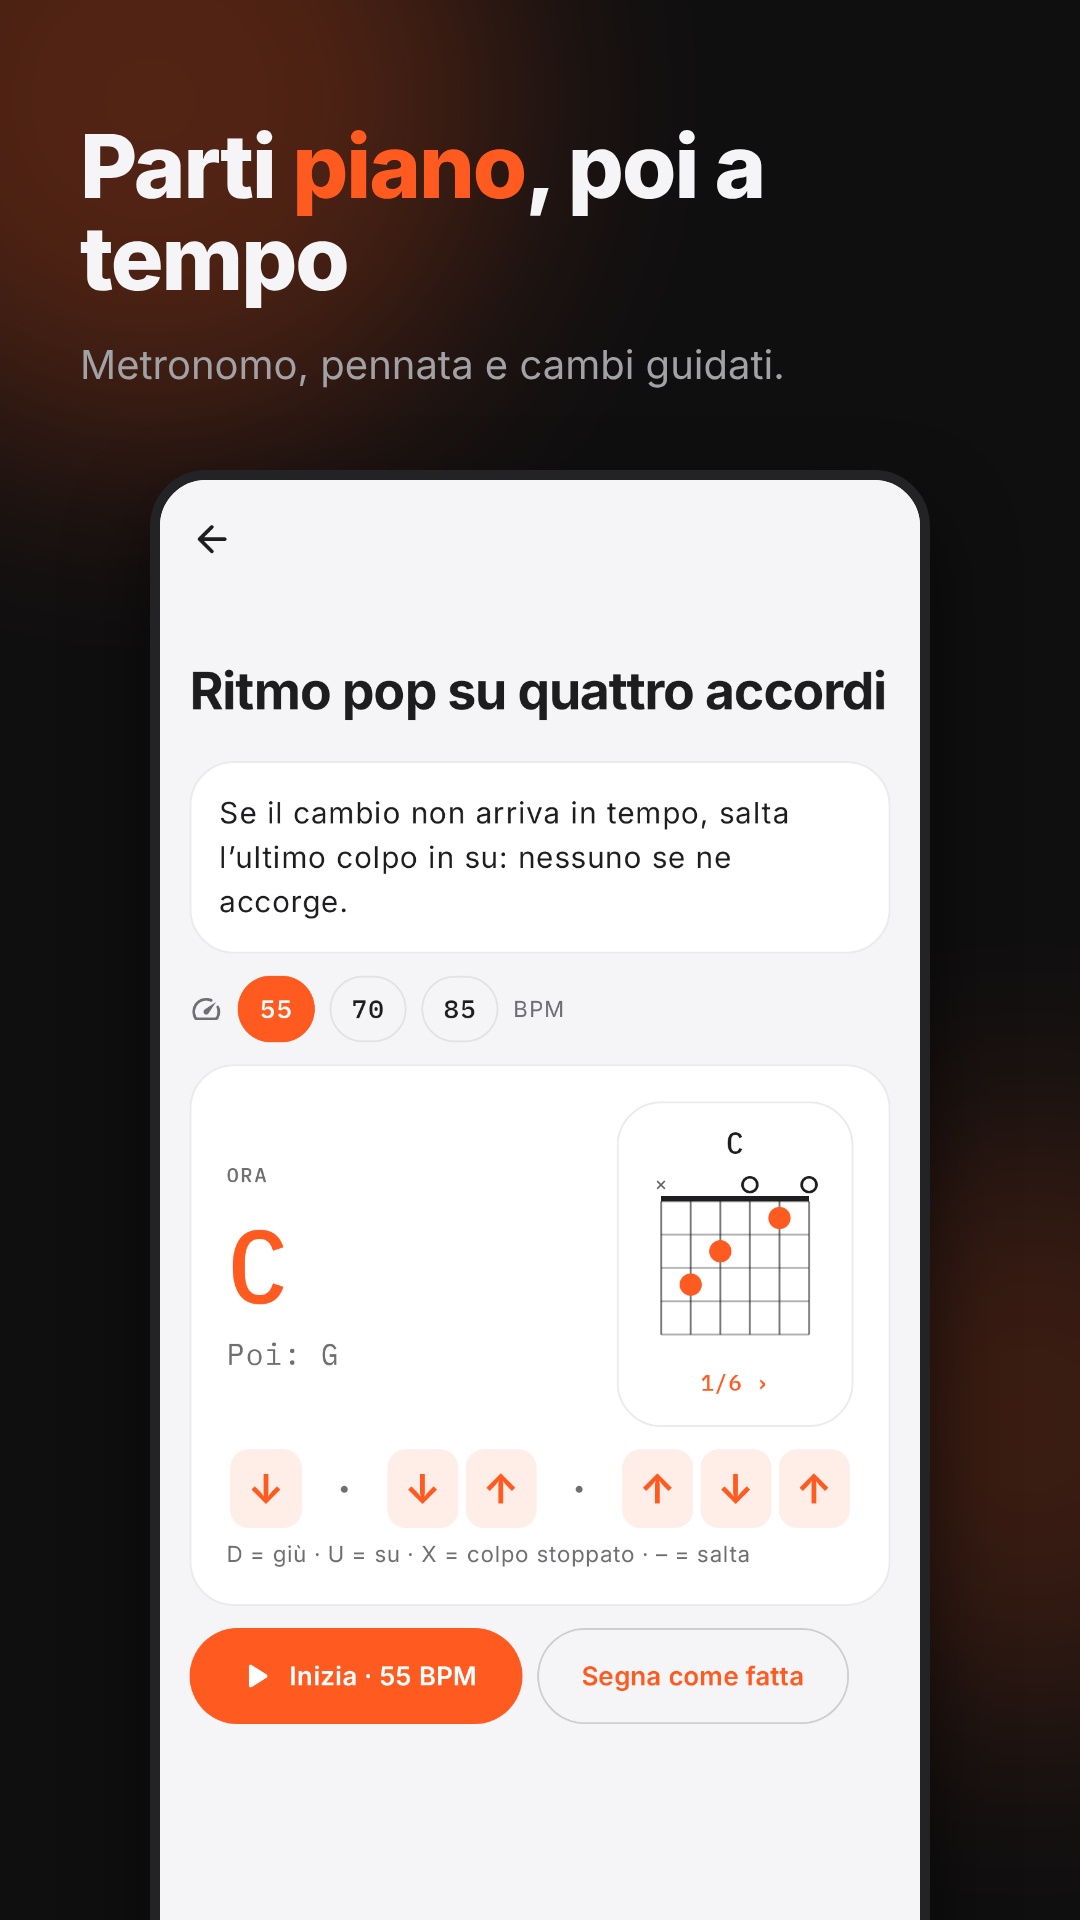 Parti piano, poi a
tempo
Metronomo, pennata e cambi guidati.
Ritmo pop su quattro accordi
Se il cambio non arriva in tempo, salta
l’ultimo colpo in su: nessuno se ne
accorge.
55 70 85 BPM
C
×
ORA
C
Poi: G
1/6 ›
D = giù · U = su · X = colpo stoppato · – = salta
Inizia · 55 BPM
Segna come fatta